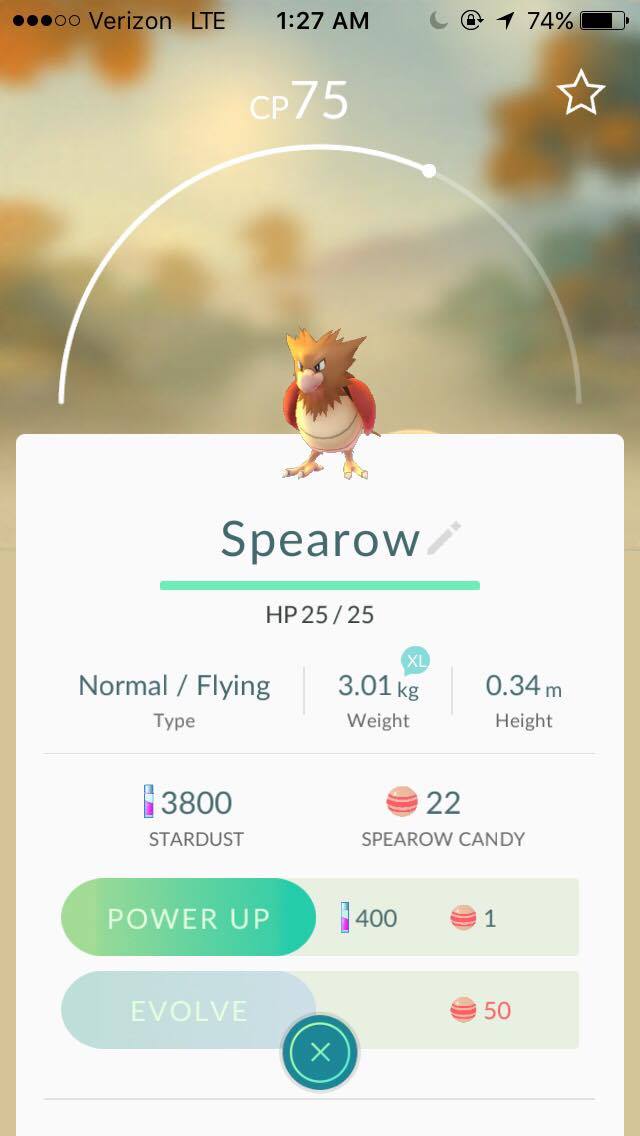 Verizon LTE 1:27 AM 74%
CP75
Spearow
HP 25 / 25
XL
Normal / Flying 3.01 kg 0.34 m
Type Weight Height
3800 22
STARDUST SPEAROW CANDY
POWER UP 400 1
EVOLVE 50